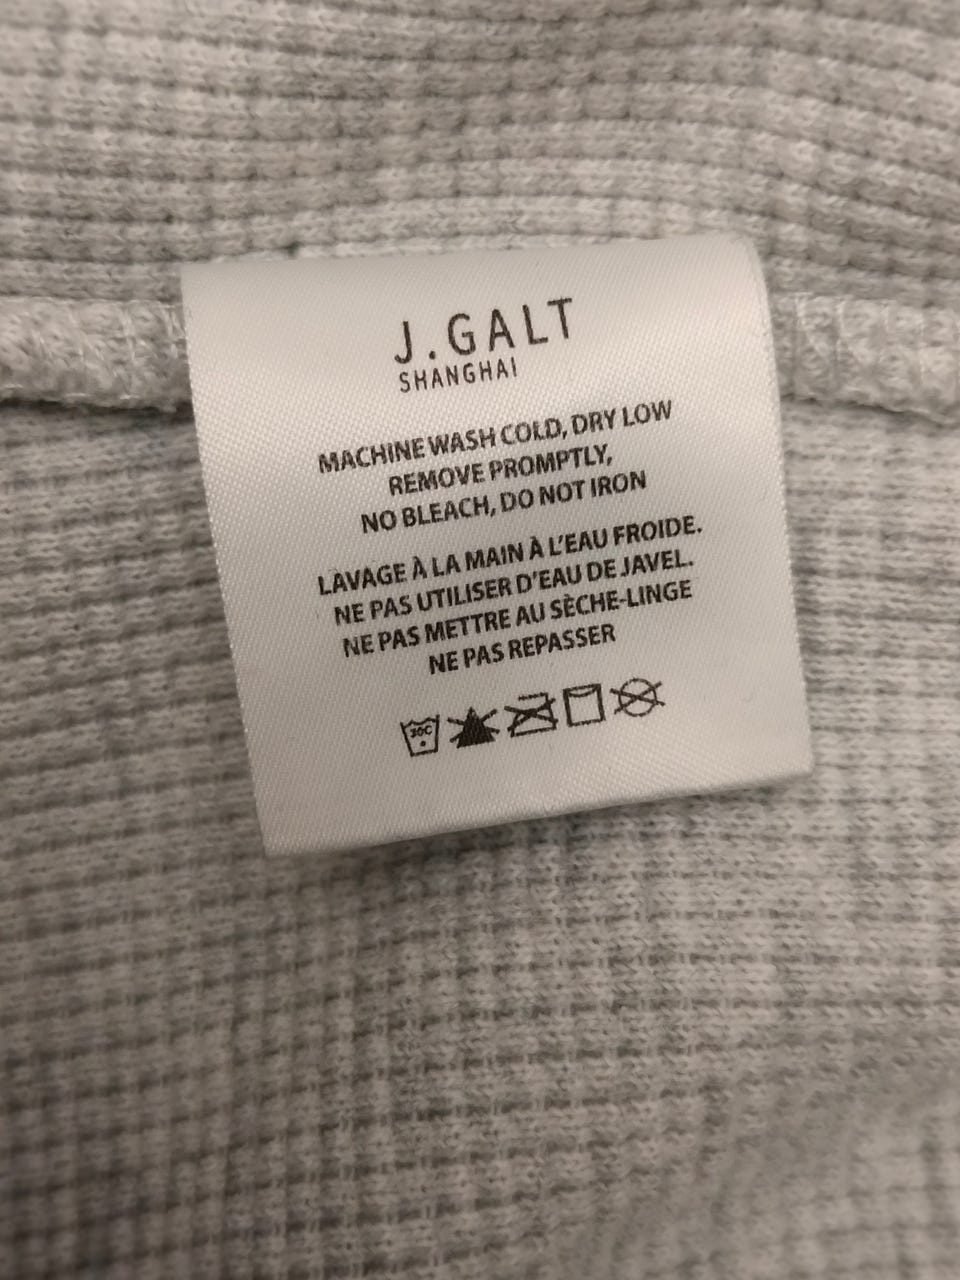 J.GALT
SHANGHAI
MACHINE WASH COLD, DRY LOW
REMOVE PROMPTLY,
NO BLEACH, DO NOT IRON
LAVAGE À LA MAIN À L'EAU FROIDE.
NE PAS UTILISER D'EAU DE JAVEL.
NE PAS METTRE AU SÈCHE-LINGE
NE PAS REPASSER
30C